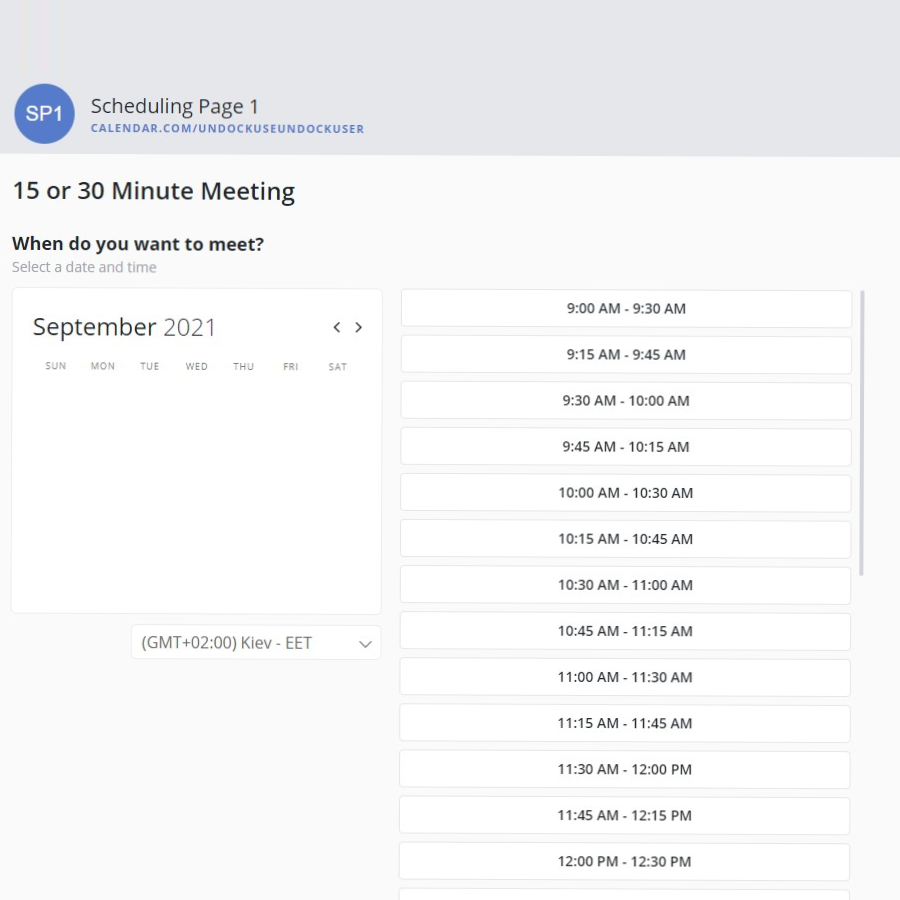 SP1
Scheduling Page 1
CALENDAR.COM/UNDOCKUSEUNDOCKUSER
15 or 30 Minute Meeting
When do you want to meet?
Select a date and time
September 2021
SUN MON TUE WED THU FRI SAT
(GMT+02:00) Kiev - EET
9:00 AM - 9:30 AM
9:15 AM - 9:45 AM
9:30 AM - 10:00 AM
9:45 AM - 10:15 AM
10:00 AM - 10:30 AM
10:15 AM - 10:45 AM
10:30 AM - 11:00 AM
10:45 AM - 11:15 AM
11:00 AM - 11:30 AM
11:15 AM - 11:45 AM
11:30 AM - 12:00 PM
11:45 AM - 12:15 PM
12:00 PM - 12:30 PM